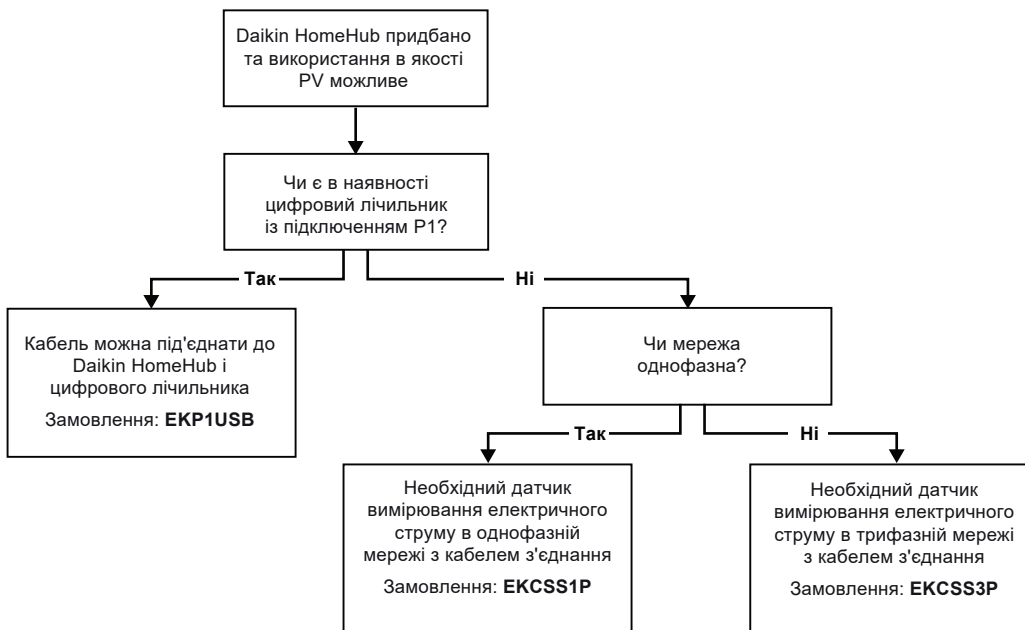 Daikin HomeHub придбано
та використання в якості
PV можливе
Чи є в наявності
цифровий лічильник
із підключенням P1?
Так
Ні
Кабель можна під'єднати до
Daikin HomeHub і
цифрового лічильника
Замовлення: EKP1USB
Чи мережа
однофазна?
Так
Ні
Необхідний датчик
вимірювання електричного
струму в однофазній
мережі з кабелем з'єднання
Замовлення: EKCSS1P
Необхідний датчик
вимірювання електричного
струму в трифазній мережі
з кабелем з'єднання
Замовлення: EKCSS3P